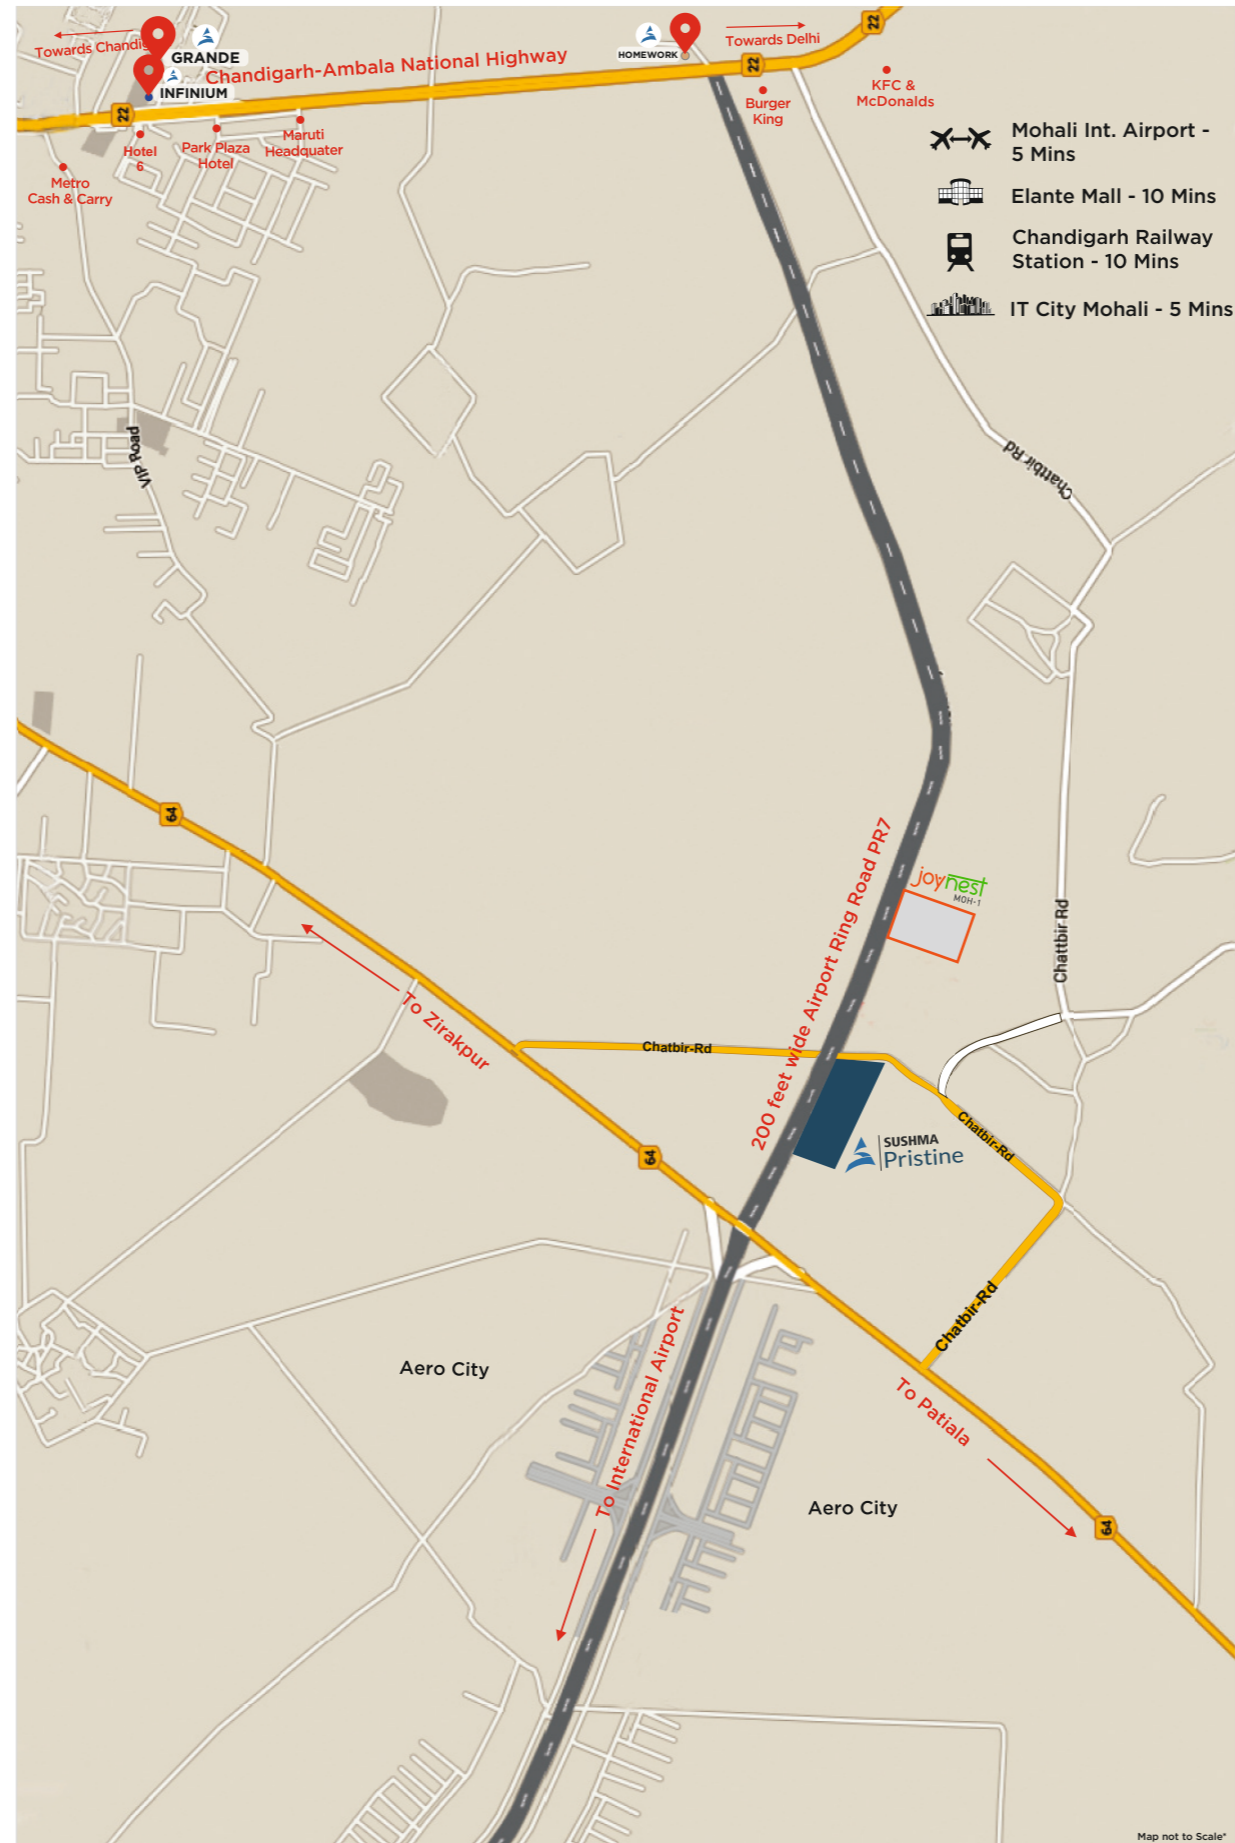 22
Towards Chandig
GRANDE
INFINIUM
Chandigarh-Ambala National Highway
HOMEWORK
Towards Delhi
22
22
Burger
King
KFC &
McDonalds
Hotel
6
Park Plaza
Hotel
Maruti
Headquater
Metro
Cash & Carry
Mohali Int. Airport -
5 Mins
Elante Mall - 10 Mins
Chandigarh Railway
Station - 10 Mins
IT City Mohali - 5 Mins
VIP Road
Chattbir Rd
64
200 feet wide Airport Ring Road PR7
joynest
MOH-1
Chattbir-Rd
To Zirakpur
Chatbir-Rd
64
SUSHMA
Pristine
Chatbir-Rd
Chatbir-Rd
Aero City
To International Airport
To Patiala
Aero City
64
Map not to Scale*